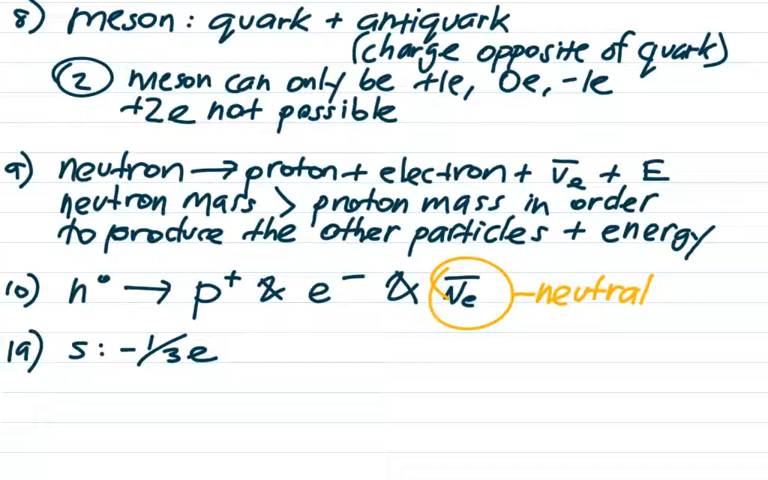 8) meson: quark + antiquark
(charge opposite of quark)
② meson can only be +1e, 0e, -1e
+2e not possible
9) neutron → proton + electron + ν̅e + E
neutron mass > proton mass in order
to produce the other particles + energy
10) n° → p⁺ & e⁻ & ν̅e - neutral
19) s: -1/3e